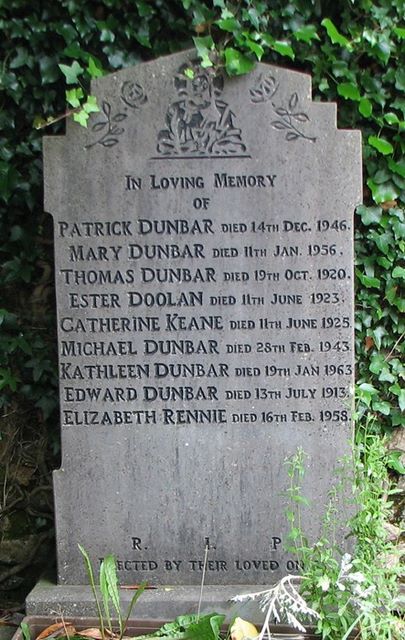 IN LOVING MEMORY
OF
PATRICK DUNBAR DIED 14TH DEC. 1946.
MARY DUNBAR DIED 11TH JAN. 1956.
THOMAS DUNBAR DIED 19TH OCT. 1920.
ESTER DOOLAN DIED 11TH JUNE 1923.
CATHERINE KEANE DIED 11TH JUNE 1925
MICHAEL DUNBAR DIED 28TH FEB. 1943.
KATHLEEN DUNBAR DIED 19TH JAN 1963
EDWARD DUNBAR DIED 13TH JULY 1913.
ELIZABETH RENNIE DIED 16TH FEB. 1958.
R. I. P
ERECTED BY THEIR LOVED